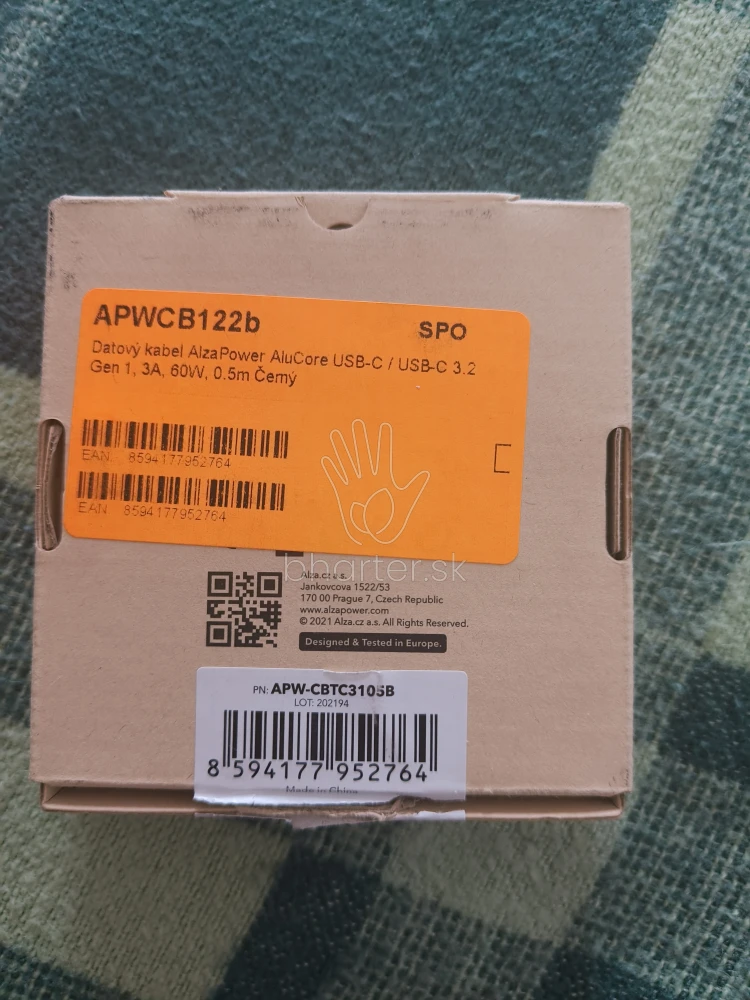 APWCB122b
SPO
Datový kabel AlzaPower AluCore USB-C / USB-C 3.2
Gen 1, 3A, 60W, 0.5m Černý
EAN 8594177952764
EAN 8594177952764
bbarter.sk
Alza.cz a.s.
Jankovcova 1522/53
170 00 Prague 7, Czech Republic
www.alzapower.com
© 2021 Alza.cz a.s. All Rights Reserved.
Designed & Tested in Europe.
PN: APW-CBTC3105B
LOT: 202194
8 594177 952764
Made in China